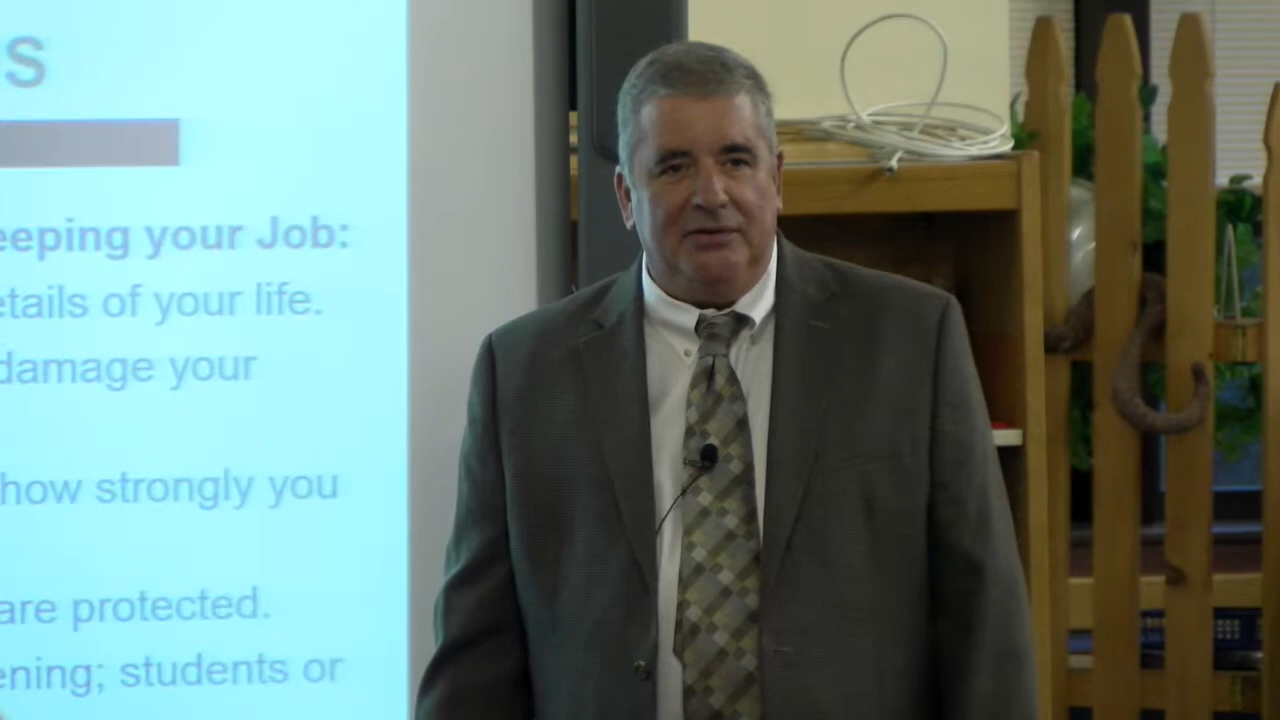 s
eeping your Job:
etails of your life.
damage your
how strongly you
are protected.
ening; students or